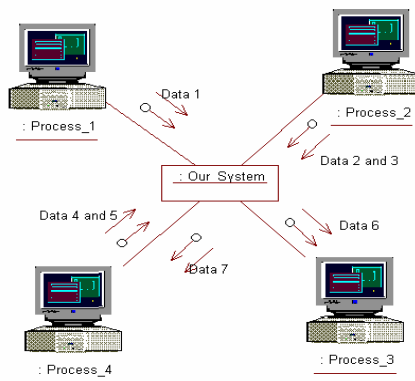 Data 1
: Process_1
: Process_2
Data 2 and 3
: Our System
Data 4 and 5
Data 6
Data 7
: Process_4
: Process_3